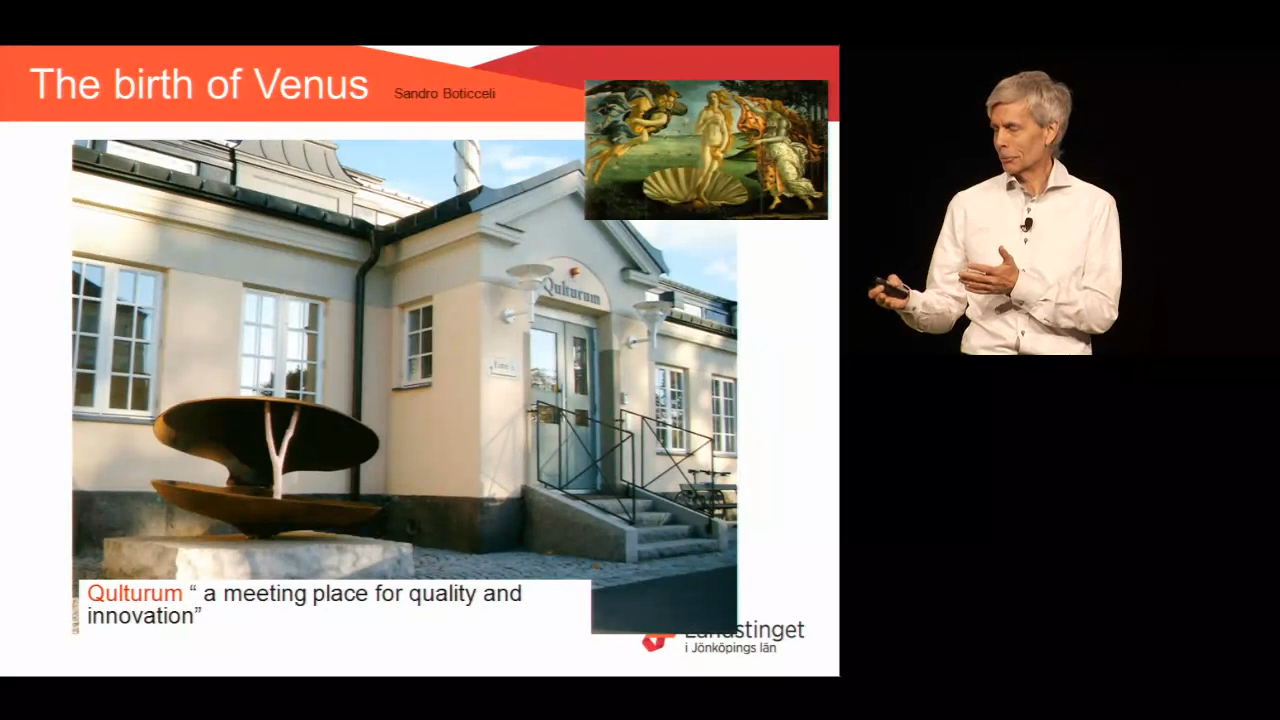 The birth of Venus
Sandro Boticceli
Qulturum
Qulturum “ a meeting place for quality and
innovation”
Landstinget
i Jönköpings län